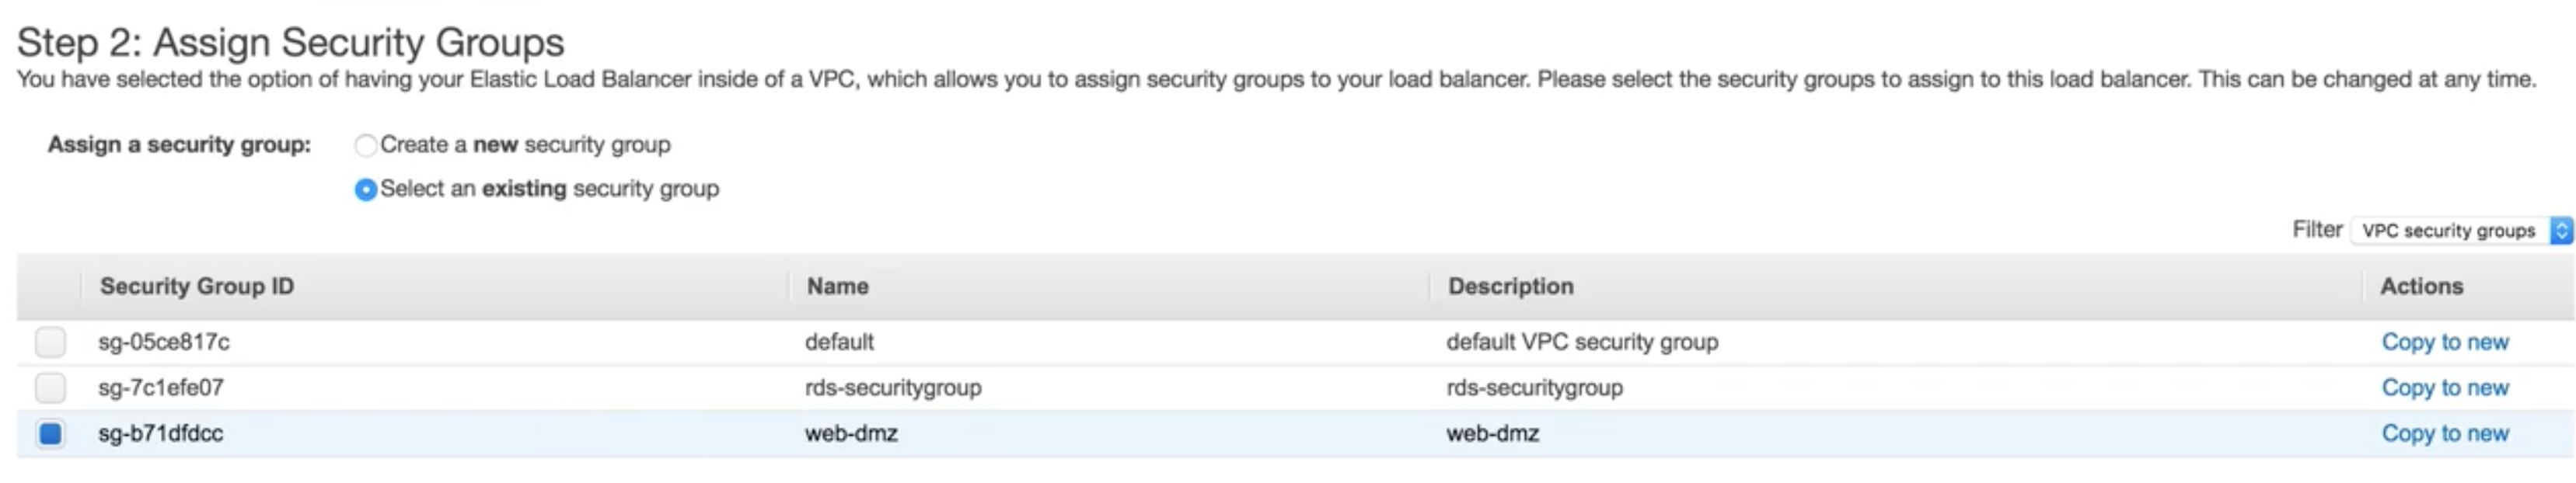 Step 2: Assign Security Groups
You have selected the option of having your Elastic Load Balancer inside of a VPC, which allows you to assign security groups to your load balancer. Please select the security groups to assign to this load balancer. This can be changed at any time.
Assign a security group: Create a new security group
Select an existing security group
Filter VPC security groups
Security Group ID Name Description Actions
sg-05ce817c default default VPC security group Copy to new
sg-7c1efe07 rds-securitygroup rds-securitygroup Copy to new
sg-b71dfdcc web-dmz web-dmz Copy to new